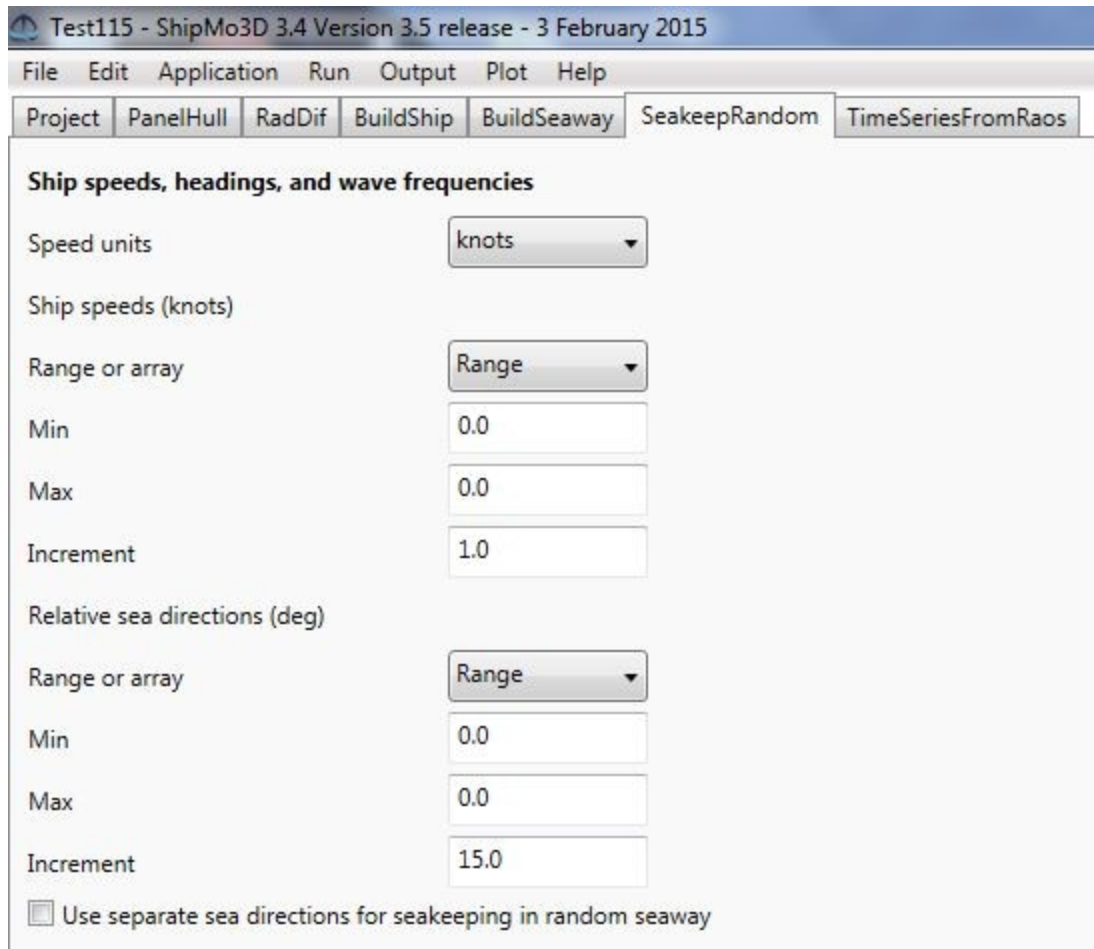 Test115 - ShipMo3D 3.4 Version 3.5 release - 3 February 2015
File Edit Application Run Output Plot Help
Project PanelHull RadDif BuildShip BuildSeaway SeakeepRandom TimeSeriesFromRaos
Ship speeds, headings, and wave frequencies
Speed units knots
Ship speeds (knots)
Range or array Range
Min 0.0
Max 0.0
Increment 1.0
Relative sea directions (deg)
Range or array Range
Min 0.0
Max 0.0
Increment 15.0
Use separate sea directions for seakeeping in random seaway